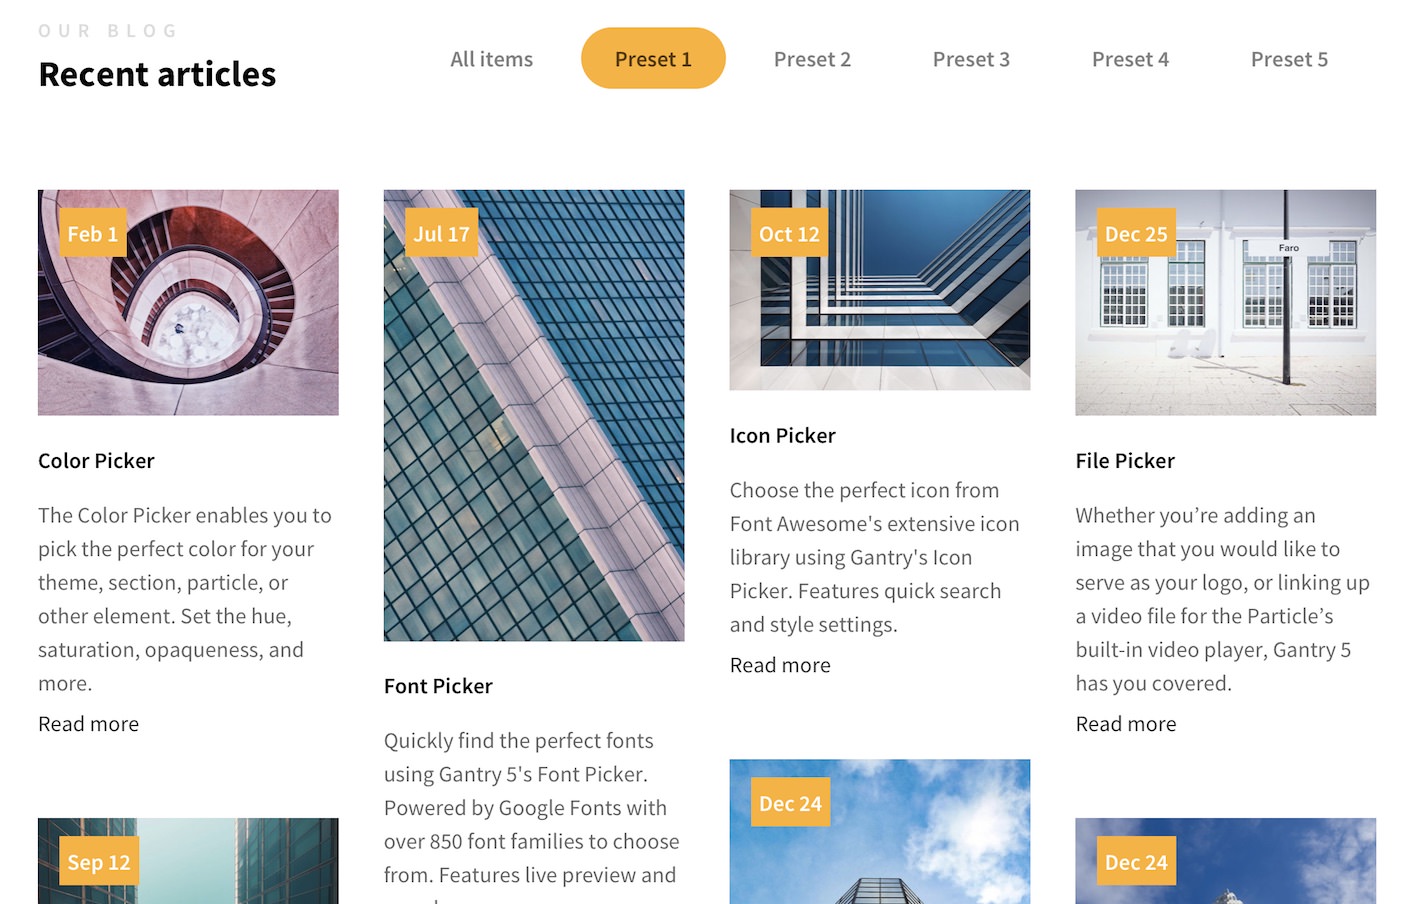 OUR BLOG
Recent articles
All items
Preset 1
Preset 2
Preset 3
Preset 4
Preset 5
Feb 1
Color Picker
The Color Picker enables you to
pick the perfect color for your
theme, section, particle, or
other element. Set the hue,
saturation, opaqueness, and
more.
Read more
Jul 17
Font Picker
Quickly find the perfect fonts
using Gantry 5's Font Picker.
Powered by Google Fonts with
over 850 font families to choose
from. Features live preview and
Oct 12
Icon Picker
Choose the perfect icon from
Font Awesome's extensive icon
library using Gantry's Icon
Picker. Features quick search
and style settings.
Read more
Dec 25
Faro
File Picker
Whether you’re adding an
image that you would like to
serve as your logo, or linking up
a video file for the Particle’s
built-in video player, Gantry 5
has you covered.
Read more
Sep 12
Dec 24
Dec 24